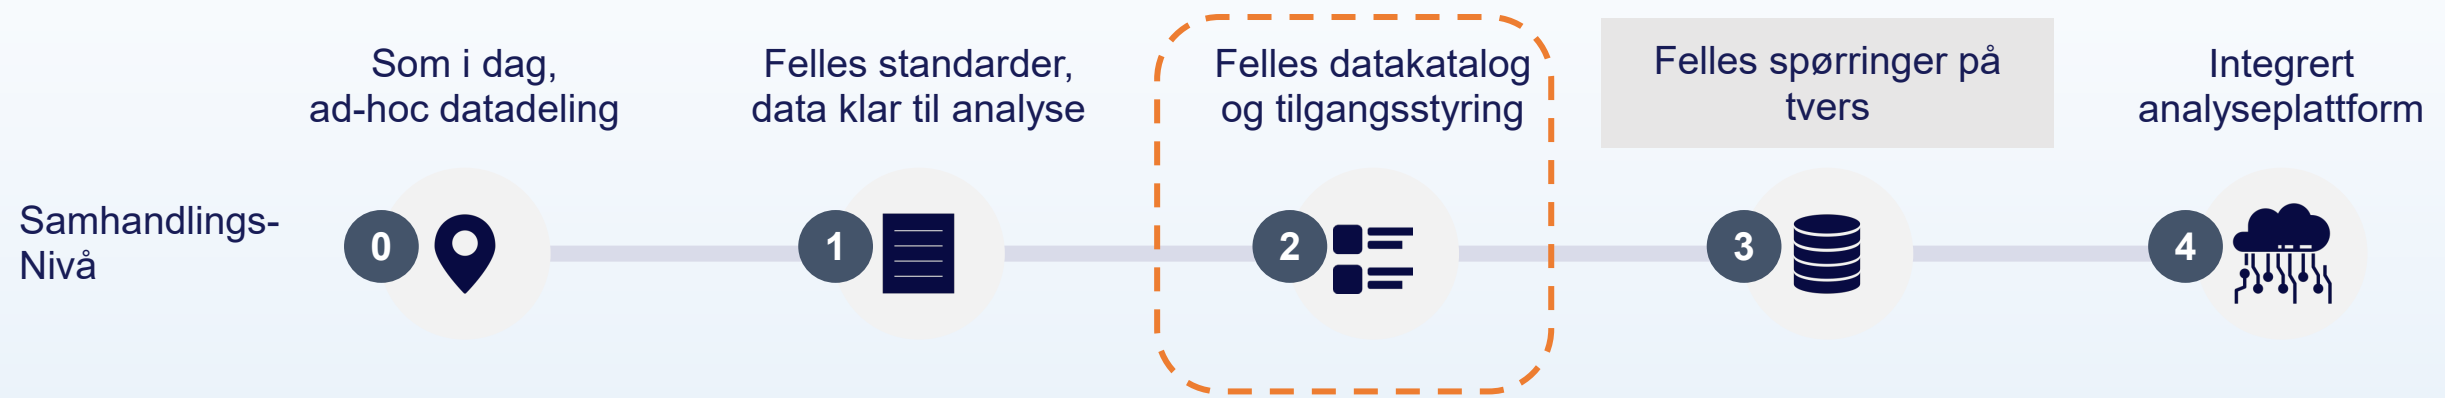 Som i dag,
ad-hoc datadeling
Felles standarder,
data klar til analyse
Felles datakatalog
og tilgangsstyring
Felles spørringer på
tvers
Integrert
analyseplattform
Samhandlings-
Nivå
0
1
2
3
4